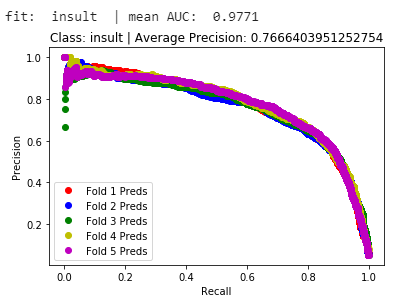 fit: insult | mean AUC: 0.9771
Class: insult | Average Precision: 0.7666403951252754
Precision
1.0
0.8
0.6
0.4
0.2
Fold 1 Preds
Fold 2 Preds
Fold 3 Preds
Fold 4 Preds
Fold 5 Preds
0.0 0.2 0.4 0.6 0.8 1.0
Recall